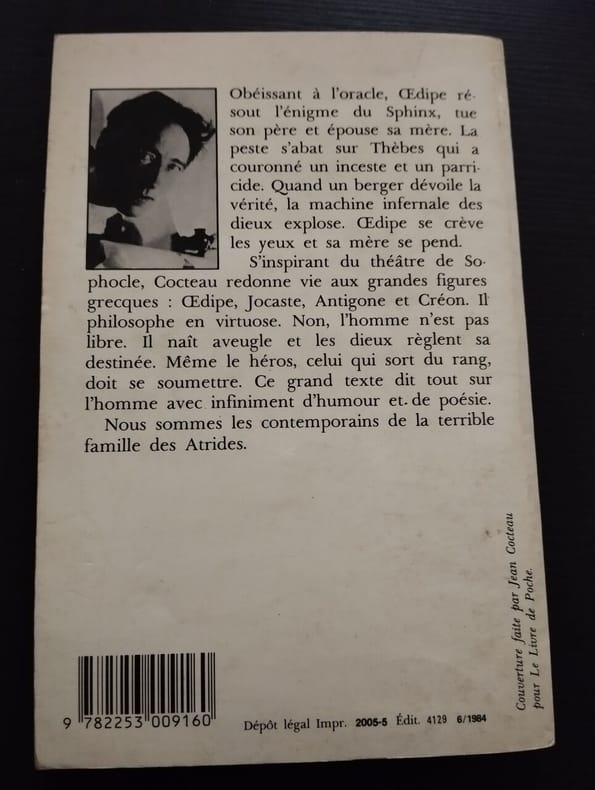 Obéissant à l'oracle, Œdipe ré-
sout l'énigme du Sphinx, tue
son père et épouse sa mère. La
peste s'abat sur Thèbes qui a
couronné un inceste et un parri-
cide. Quand un berger dévoile la
vérité, la machine infernale des
dieux explose. Œdipe se crève
les yeux et sa mère se pend.
S'inspirant du théâtre de So-
phocle, Cocteau redonne vie aux grandes figures
grecques : Œdipe, Jocaste, Antigone et Créon. Il
philosophe en virtuose. Non, l'homme n'est pas
libre. Il naît aveugle et les dieux règlent sa
destinée. Même le héros, celui qui sort du rang,
doit se soumettre. Ce grand texte dit tout sur
l'homme avec infiniment d'humour et de poésie.
Nous sommes les contemporains de la terrible
famille des Atrides.
Couverture faite par Jean Cocteau
pour Le Livre de Poche.
9 782253 009160
Dépôt légal Impr. 2005-5 Édit. 4129 6/1984